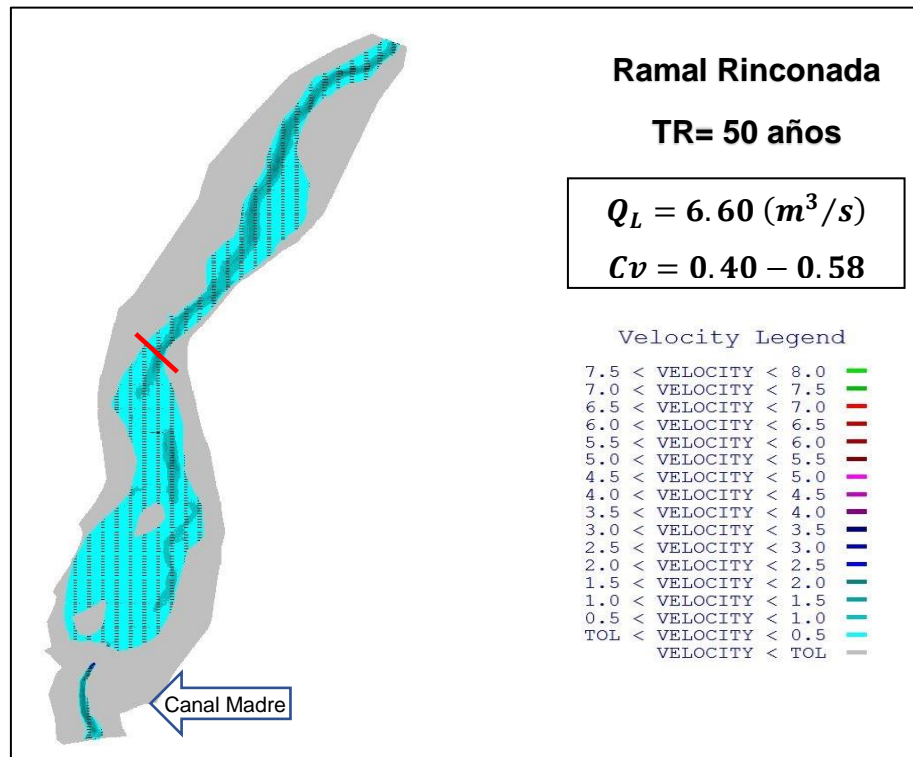 Ramal Rinconada
TR= 50 años
Q_L = 6.60 (m³/s)
Cv = 0.40 − 0.58
Velocity Legend
7.5 < VELOCITY < 8.0
7.0 < VELOCITY < 7.5
6.5 < VELOCITY < 7.0
6.0 < VELOCITY < 6.5
5.5 < VELOCITY < 6.0
5.0 < VELOCITY < 5.5
4.5 < VELOCITY < 5.0
4.0 < VELOCITY < 4.5
3.5 < VELOCITY < 4.0
3.0 < VELOCITY < 3.5
2.5 < VELOCITY < 3.0
2.0 < VELOCITY < 2.5
1.5 < VELOCITY < 2.0
1.0 < VELOCITY < 1.5
0.5 < VELOCITY < 1.0
TOL < VELOCITY < 0.5
VELOCITY < TOL
Canal Madre